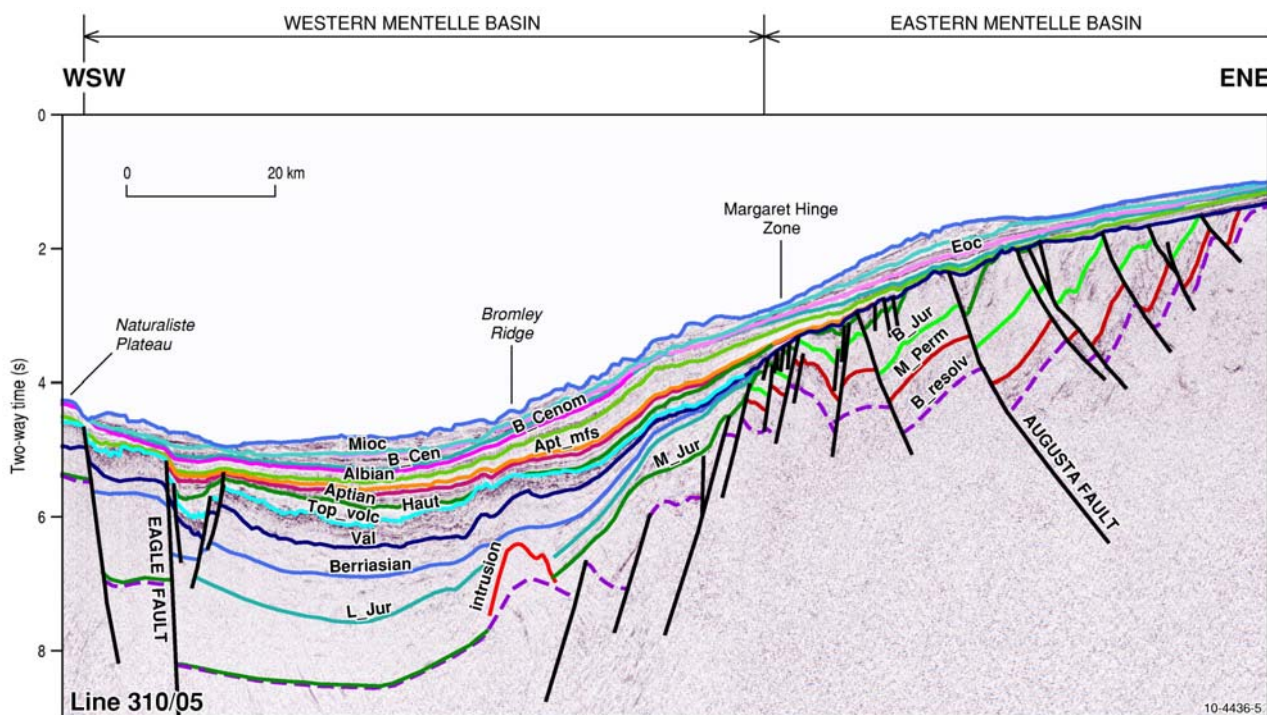 WESTERN MENTELLE BASIN
EASTERN MENTELLE BASIN
WSW
ENE
0
0
20 km
Margaret Hinge
Zone
Eoc
2
Naturaliste
Plateau
Bromley
Ridge
B_Jur
M_Perm
B_resolv
Two-way time (s)
4
Mioc
B_Cen
B_Cenom
Albian
Apt_mfs
Aptian
Haut
M_Jur
AUGUSTA FAULT
Top_volc
6
Val
EAGLE FAULT
Berriasian
intrusion
L_Jur
8
Line 310/05
10-4436-5